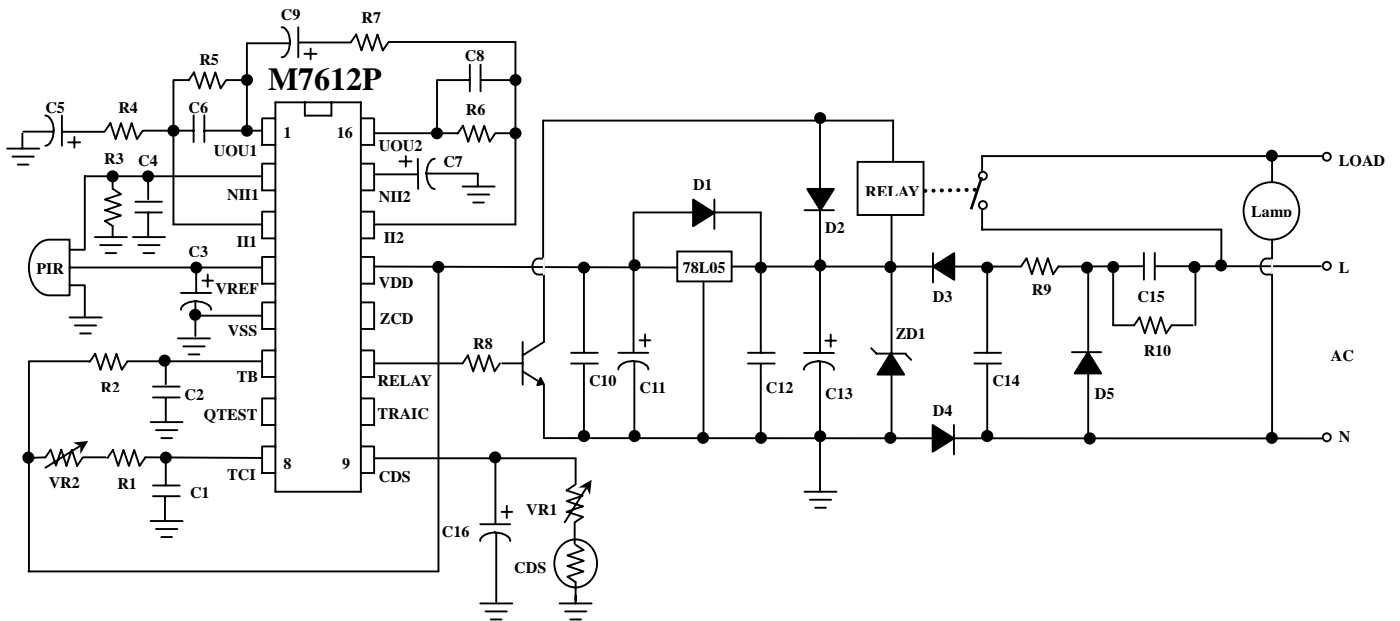 C9
R7
R5
C8
M7612P
C5
R4
C6
R6
1
16
UOU1
UOU2
R3
C4
C7
NII1
NII2
D1
RELAY
LOAD
Lamp
D2
II1
II2
PIR
C3
78L05
L
VREF
VDD
D3
R9
C15
VSS
ZCD
ZD1
R10
R8
AC
R2
C2
TB
RELAY
C10
C11
C12
C13
C14
D5
QTEST
TRAIC
D4
N
VR2
R1
C1
TCI
8
9
CDS
VR1
C16
CDS